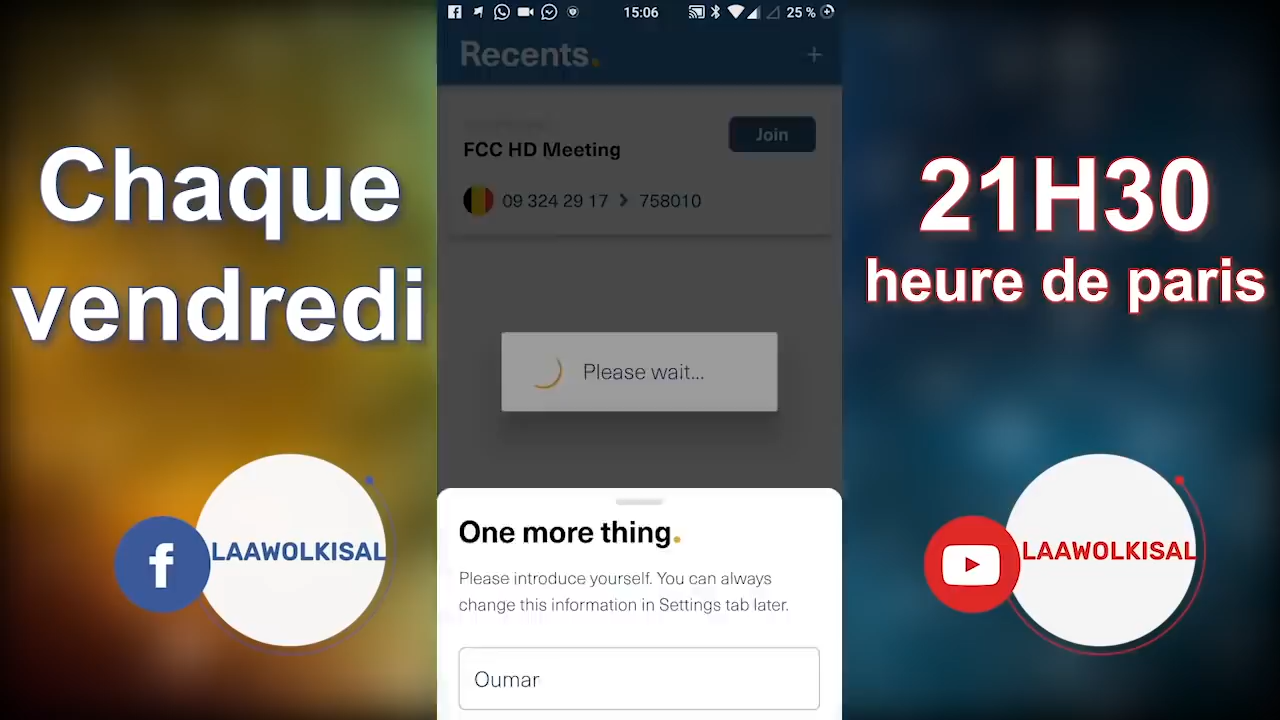 Chaque
vendredi
LAAWOLKISAL
15:06
25 %
Recents.
+
FCC HD Meeting
Join
09 324 29 17 > 758010
Please wait...
One more thing.
Please introduce yourself. You can always
change this information in Settings tab later.
Oumar
21H30
heure de paris
LAAWOLKISAL